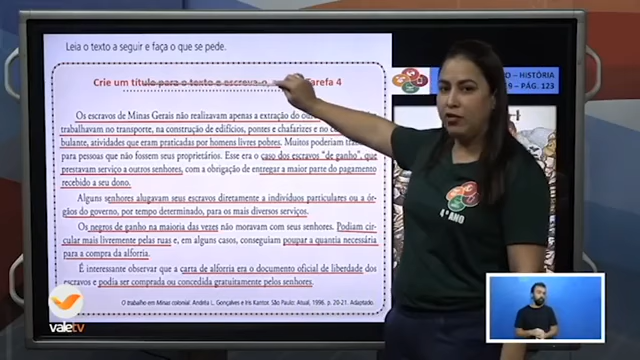 Leia o texto a seguir e faça o que se pede.
Crie um título para o texto e escreva-o, Tarefa 4
Os escravos de Minas Gerais não realizavam apenas a extração do
trabalhavam no transporte, na construção de edifícios, pontes e chafarizes e no
bulante, atividades que eram praticadas por homens livres pobres. Muitos poderiam
para pessoas que não fossem seus proprietários. Esse era o caso dos escravos "de ganho", que
prestavam serviço a outros senhores, com a obrigação de entregar a maior parte do pagamento
recebido a seu dono.
Alguns senhores alugavam seus escravos diretamente a indivíduos particulares ou a ór-
gãos do governo, por tempo determinado, para os mais diversos serviços.
Os negros de ganho na maioria das vezes não moravam com seus senhores. Podiam cir-
cular mais livremente pelas ruas e, em alguns casos, conseguiam poupar a quantia necessária
para a compra da alforria.
É interessante observar que a carta de alforria era o documento oficial de liberdade dos
escravos e podia ser comprada ou concedida gratuitamente pelos senhores.
O trabalho em Minas colonial. Andréa L. Gonçalves e Iris Kantor. São Paulo: Atual, 1996. p. 20-21. Adaptado.
– HISTÓRIA
– PÁG. 123
4º ANO
valetv